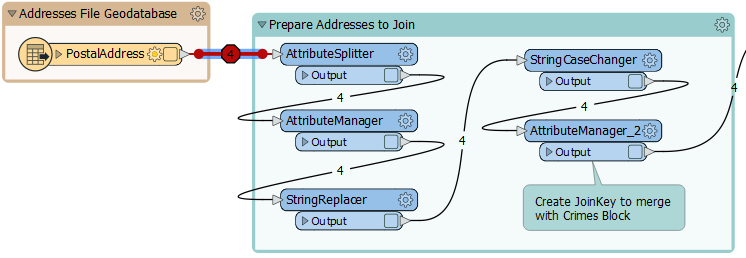 Addresses File Geodatabase
PostalAddress
4
Prepare Addresses to Join
AttributeSplitter
Output
4
AttributeManager
Output
4
StringReplacer
Output
4
StringCaseChanger
Output
4
AttributeManager_2
Output
4
Create JoinKey to merge
with Crimes Block